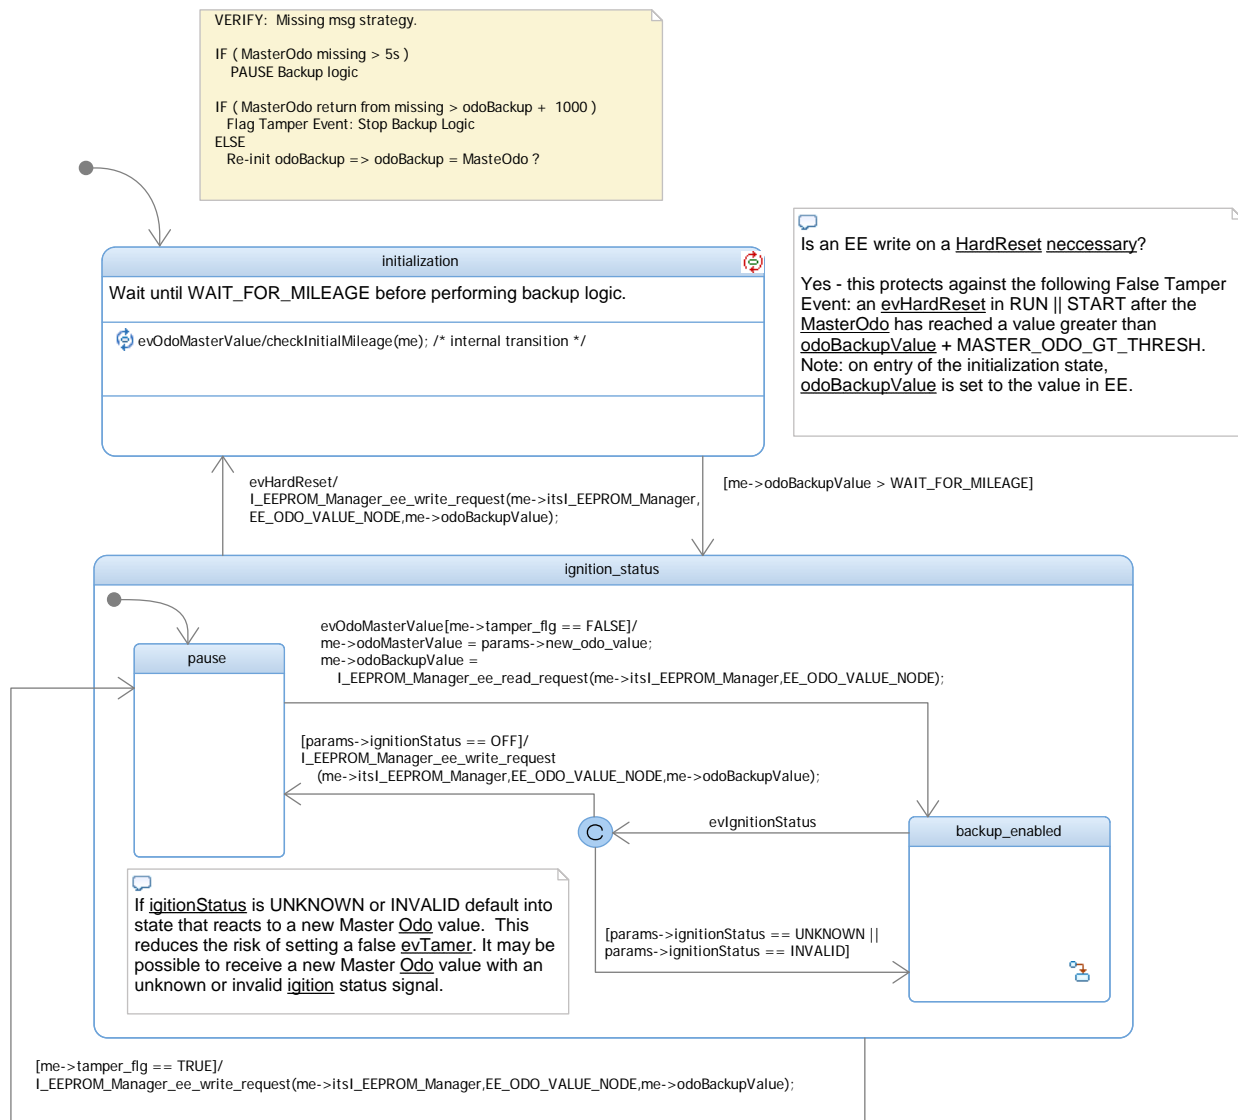 VERIFY: Missing msg strategy.
IF ( MasterOdo missing > 5s )
PAUSE Backup logic
IF ( MasterOdo return from missing > odoBackup + 1000 )
Flag Tamper Event: Stop Backup Logic
ELSE
Re-init odoBackup => odoBackup = MasteOdo ?
Is an EE write on a HardReset neccessary?
Yes - this protects against the following False Tamper
Event: an evHardReset in RUN || START after the
MasterOdo has reached a value greater than
odoBackupValue + MASTER_ODO_GT_THRESH.
Note: on entry of the initialization state,
odoBackupValue is set to the value in EE.
initialization
Wait until WAIT_FOR_MILEAGE before performing backup logic.
evOdoMasterValue/checkInitialMileage(me); /* internal transition */
evHardReset/
I_EEPROM_Manager_ee_write_request(me->itsI_EEPROM_Manager,
EE_ODO_VALUE_NODE,me->odoBackupValue);
[me->odoBackupValue > WAIT_FOR_MILEAGE]
ignition_status
evOdoMasterValue[me->tamper_flg == FALSE]/
me->odoMasterValue = params->new_odo_value;
me->odoBackupValue =
I_EEPROM_Manager_ee_read_request(me->itsI_EEPROM_Manager,EE_ODO_VALUE_NODE);
pause
[params->ignitionStatus == OFF]/
I_EEPROM_Manager_ee_write_request
(me->itsI_EEPROM_Manager,EE_ODO_VALUE_NODE,me->odoBackupValue);
C
evIgnitionStatus
backup_enabled
If igitionStatus is UNKNOWN or INVALID default into
state that reacts to a new Master Odo value. This
reduces the risk of setting a false evTamer. It may be
possible to receive a new Master Odo value with an
unknown or invalid igition status signal.
[params->ignitionStatus == UNKNOWN ||
params->ignitionStatus == INVALID]
[me->tamper_flg == TRUE]/
I_EEPROM_Manager_ee_write_request(me->itsI_EEPROM_Manager,EE_ODO_VALUE_NODE,me->odoBackupValue);